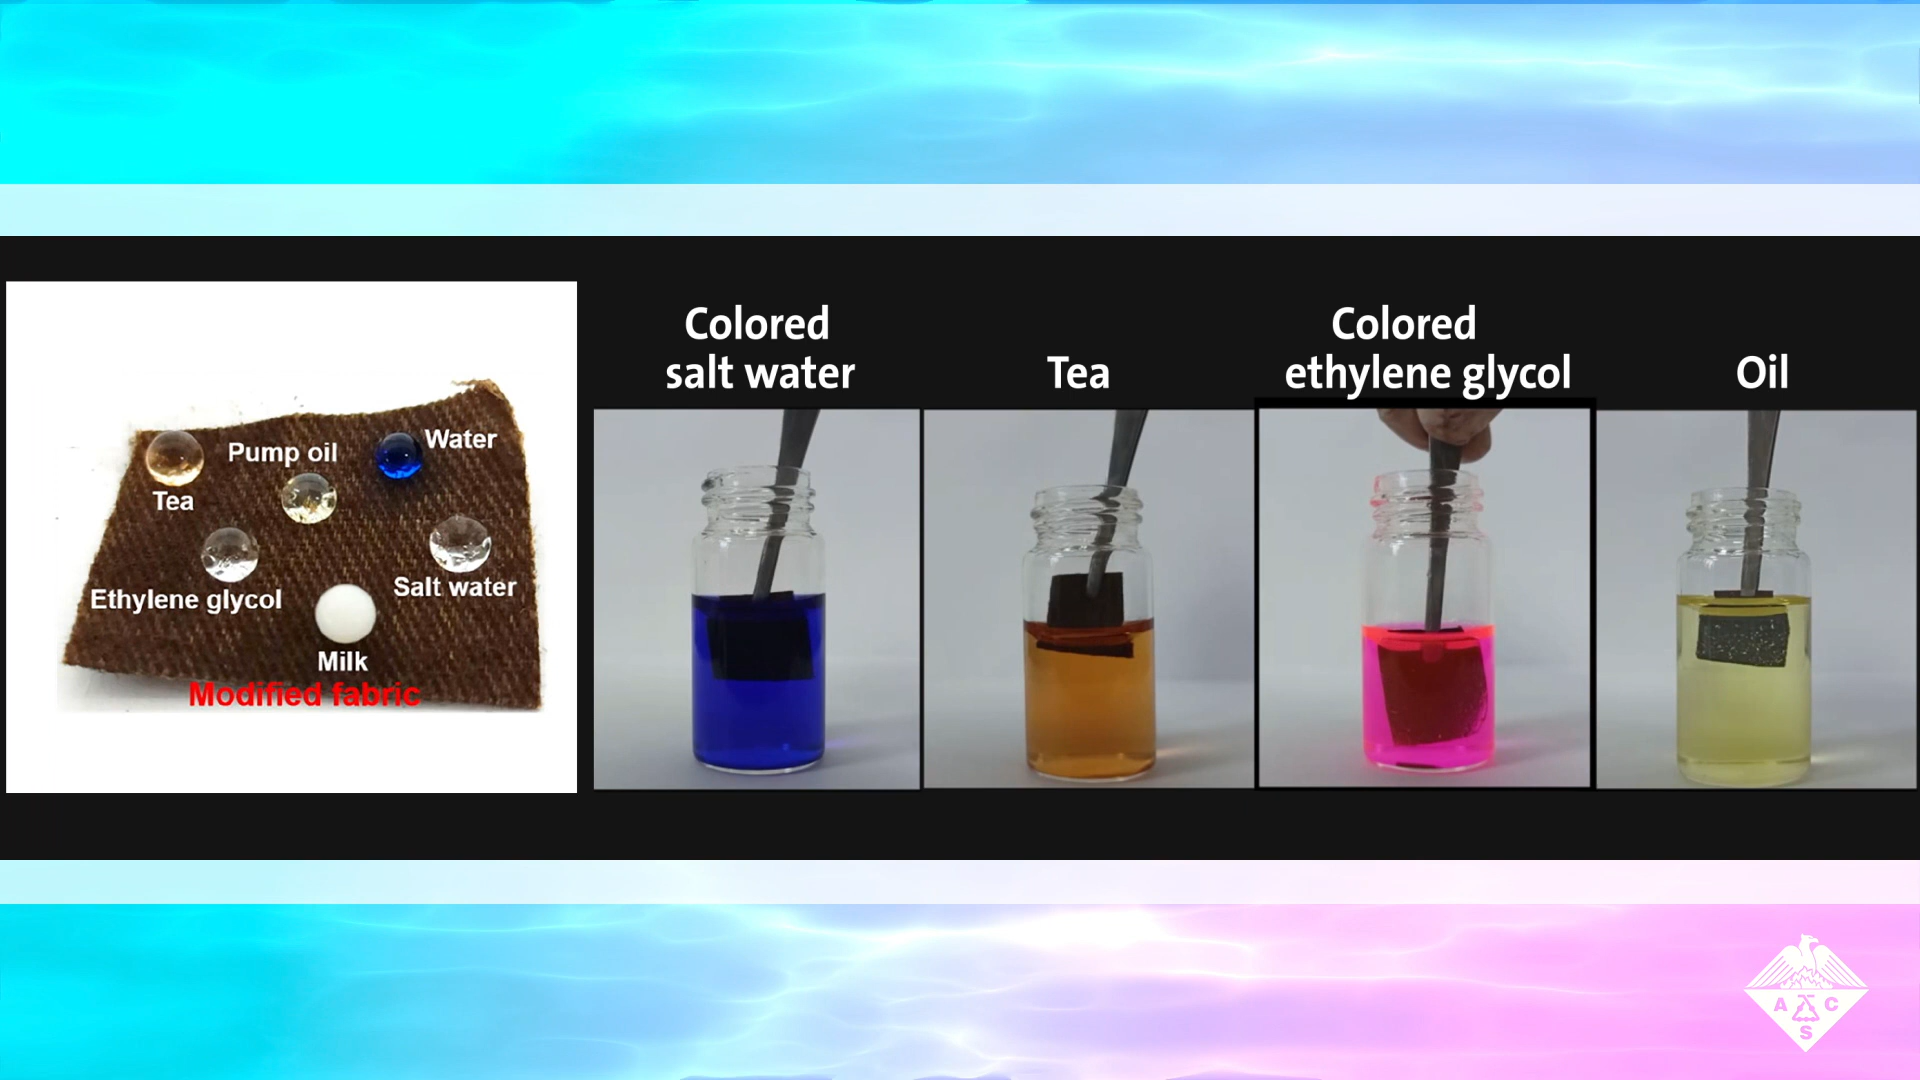 Tea
Pump oil
Water
Ethylene glycol
Salt water
Milk
Modified fabric
Colored
salt water
Tea
Colored
ethylene glycol
Oil
A C
S